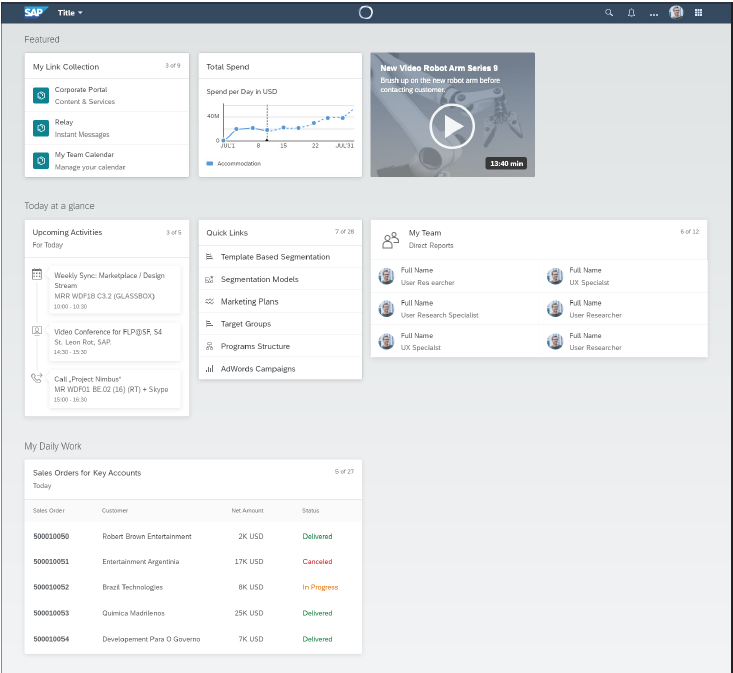 SAP Title
...
Featured
My Link Collection 3 of 9
Corporate Portal
Content & Services
Relay
Instant Messages
My Team Calendar
Manage your calendar
Total Spend
Spend per Day in USD
40M
0
JUL'1 8 15 22 JUL'31
Accommodation
New Video Robot Arm Series 9
Brush up on the new robot arm before
contacting customer.
13:40 min
Today at a glance
Upcoming Activities 3 of 5
For Today
Weekly Sync: Marketplace / Design
Stream
MRR WDF18 C3.2 (GLASSBOX)
10:00 - 10:30
Video Conference for FLP@SF, S4
St. Leon Rot, SAP.
14:30 - 15:30
Call „Project Nimbus“
MR WDF01 BE.02 (16) (RT) + Skype
15:00 - 16:30
Quick Links 7 of 28
Template Based Segmentation
Segmentation Models
Marketing Plans
Target Groups
Programs Structure
AdWords Campaigns
My Team 6 of 12
Direct Reports
Full Name Full Name
User Res earcher UX Specialst
Full Name Full Name
User Research Specialist User Researcher
Full Name Full Name
UX Specialst User Researcher
My Daily Work
Sales Orders for Key Accounts 5 of 27
Today
Sales Order Customer Net Amount Status
500010050 Robert Brown Entertainment 2K USD Delivered
500010051 Entertainment Argentinia 17K USD Canceled
500010052 Brazil Technologies 8K USD In Progress
500010053 Quimica Madrilenos 25K USD Delivered
500010054 Developement Para O Governo 7K USD Delivered